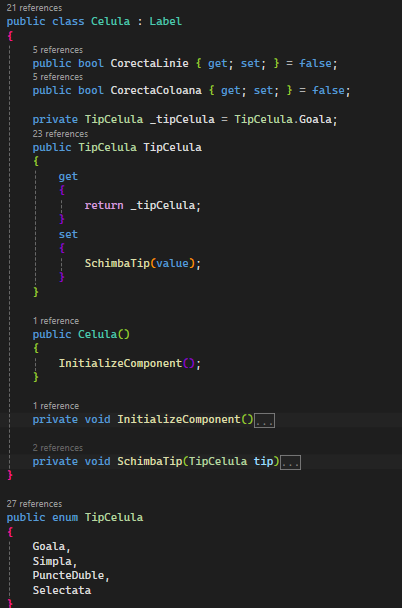 21 references
public class Celula : Label
{
5 references
public bool CorectaLinie { get; set; } = false;
5 references
public bool CorectaColoana { get; set; } = false;
private TipCelula _tipCelula = TipCelula.Goala;
23 references
public TipCelula TipCelula
{
get
{
return _tipCelula;
}
set
{
SchimbaTip(value);
}
}
1 reference
public Celula()
{
InitializeComponent();
}
1 reference
private void InitializeComponent()...
2 references
private void SchimbaTip(TipCelula tip)...
}
27 references
public enum TipCelula
{
Goala,
Simpla,
PuncteDuble,
Selectata
}